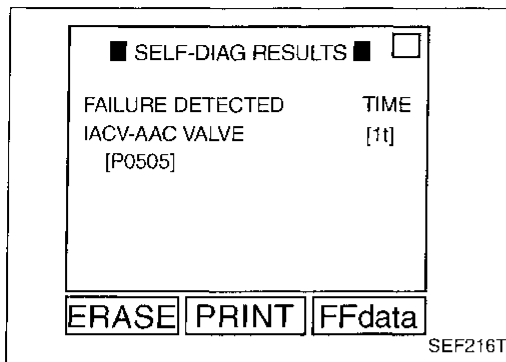 ■ SELF-DIAG RESULTS ■
FAILURE DETECTED TIME
IACV-AAC VALVE [1t]
[P0505]
ERASE PRINT FFdata
SEF216T